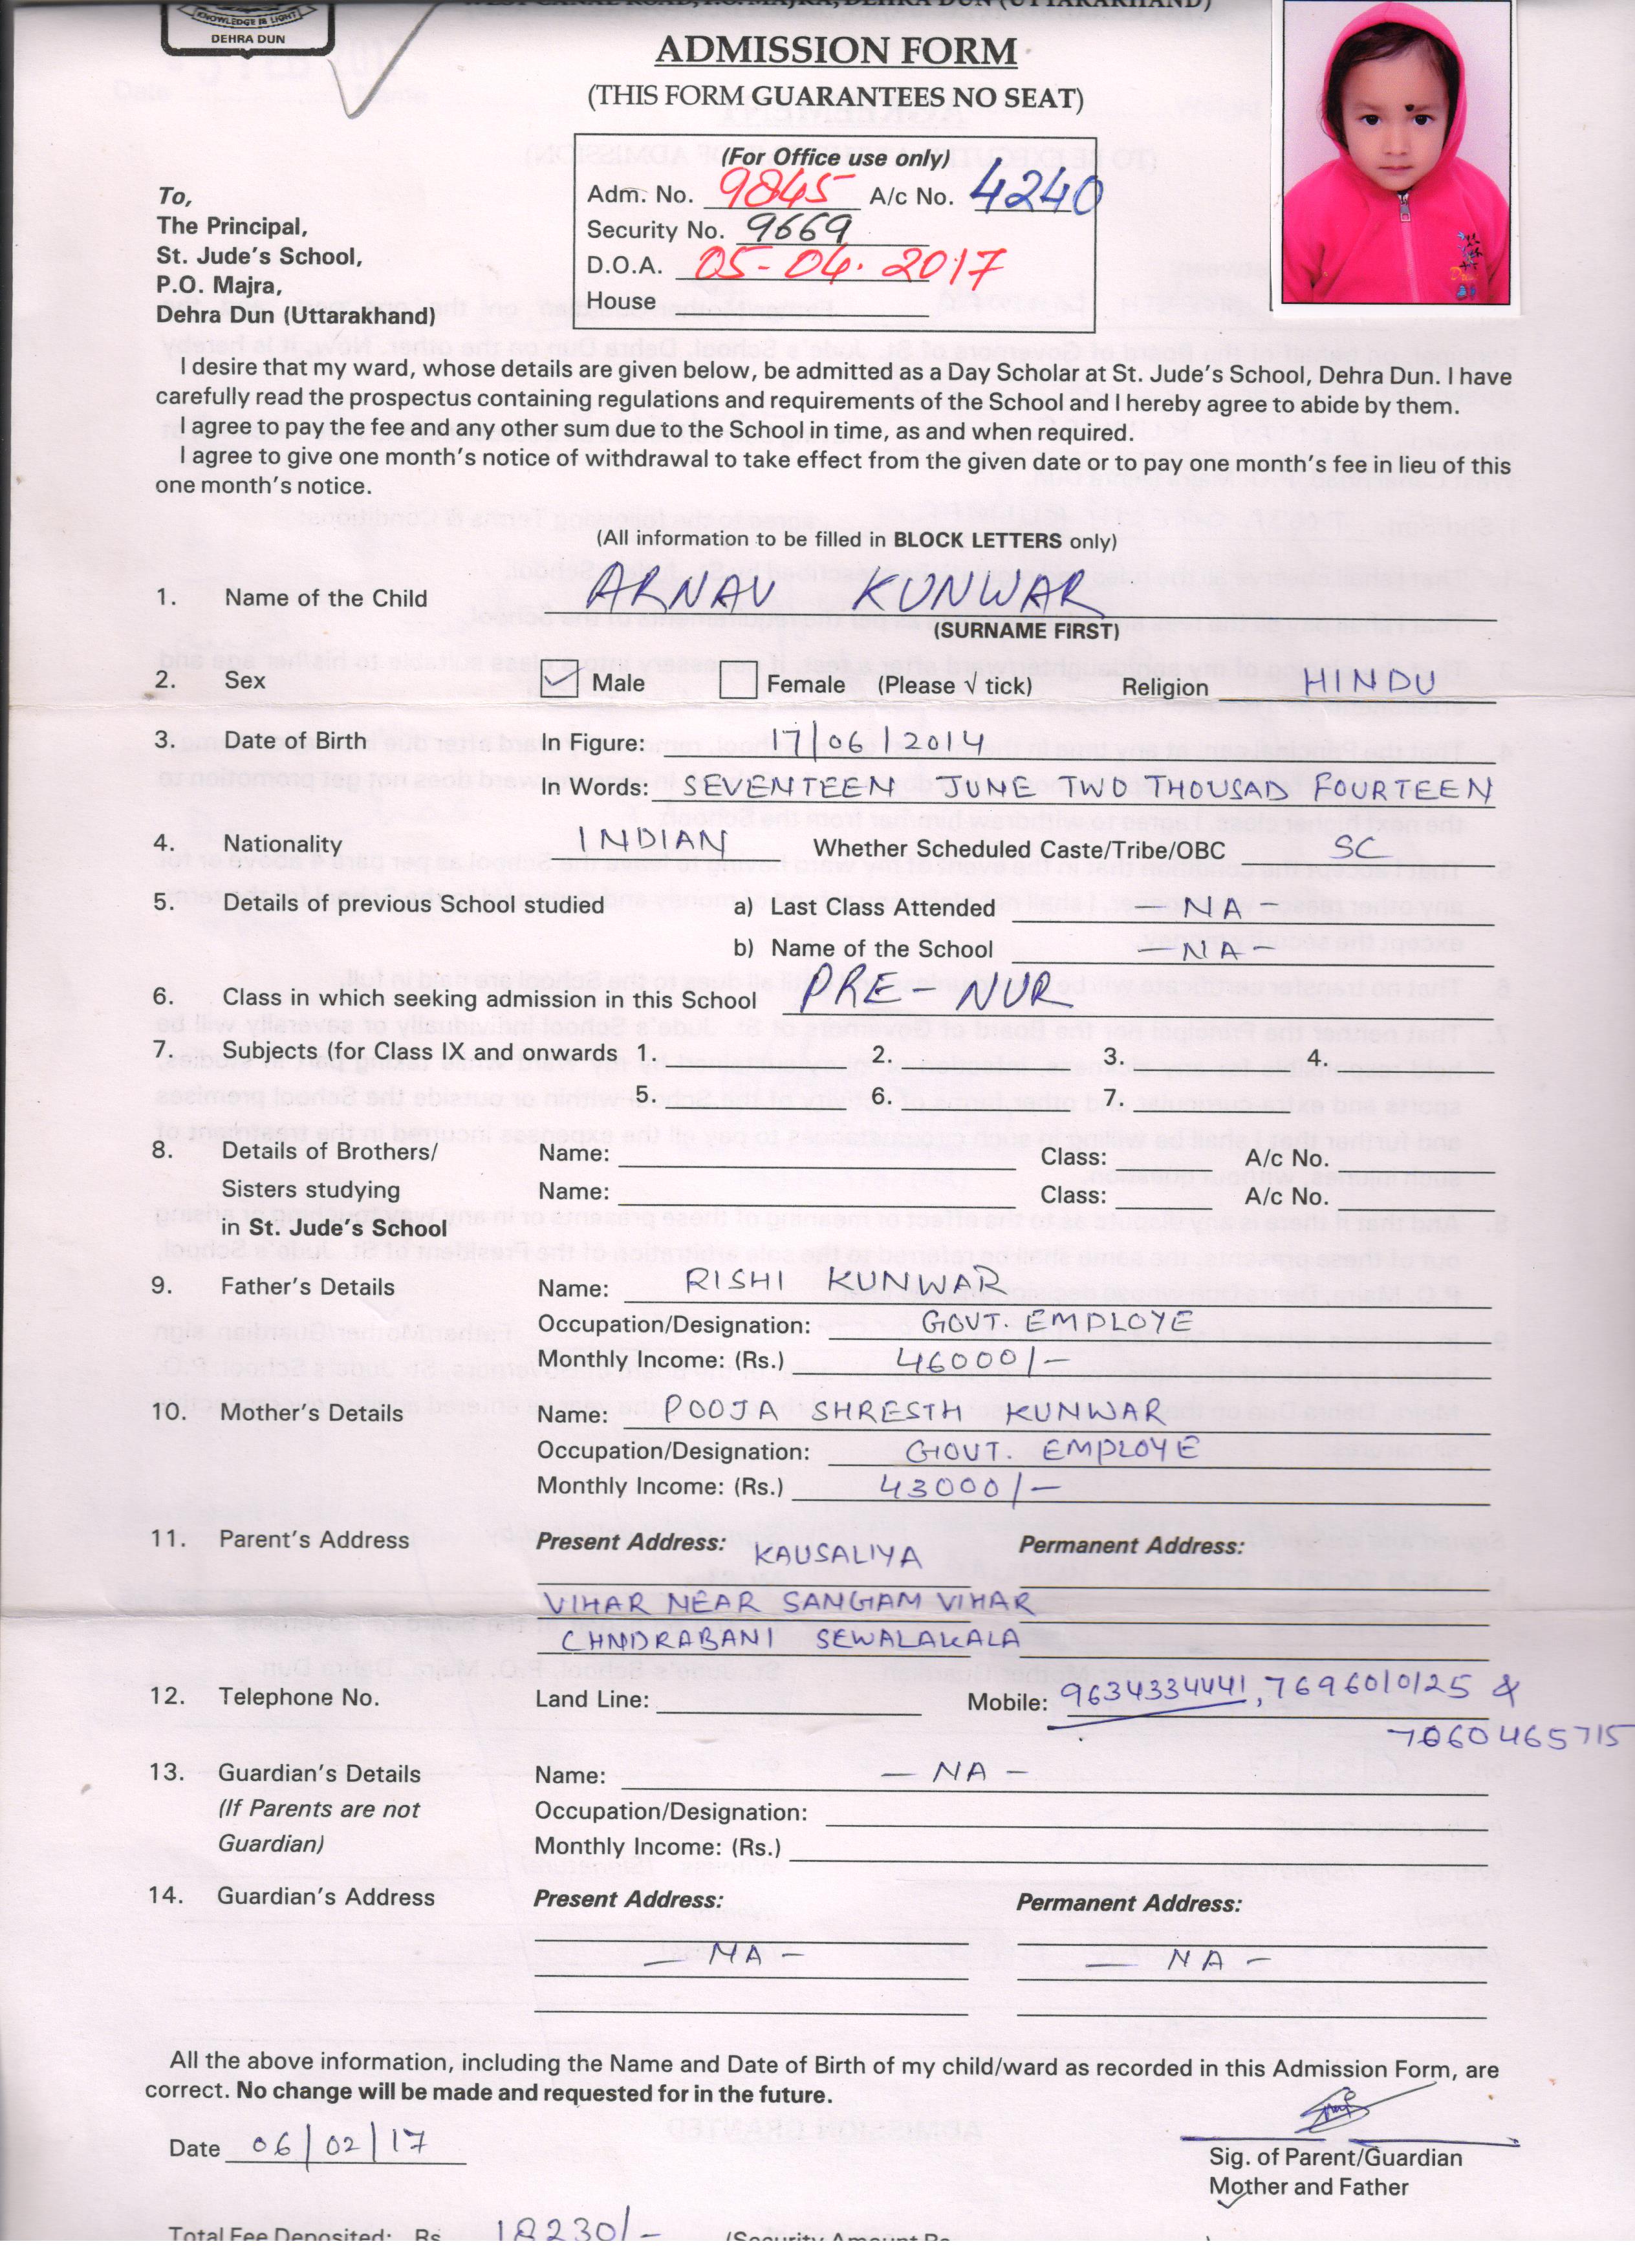 KNOWLEDGE IS LIGHT
DEHRA DUN
WEST CANAL ROAD, P.O. MAJRA, DEHRA DUN (UTTARAKHAND)
ADMISSION FORM
(THIS FORM GUARANTEES NO SEAT)
(For Office use only)
Adm. No. 9845 A/c No. 4240
Security No. 9669
D.O.A. 05-04.2017
House
To,
The Principal,
St. Jude's School,
P.O. Majra,
Dehra Dun (Uttarakhand)
I desire that my ward, whose details are given below, be admitted as a Day Scholar at St. Jude's School, Dehra Dun. I have
carefully read the prospectus containing regulations and requirements of the School and I hereby agree to abide by them.
I agree to pay the fee and any other sum due to the School in time, as and when required.
I agree to give one month's notice of withdrawal to take effect from the given date or to pay one month's fee in lieu of this
one month's notice.
(All information to be filled in BLOCK LETTERS only)
1. Name of the Child ARNAV KUNWAR
(SURNAME FIRST)
2. Sex Male Female (Please √ tick) Religion HINDU
3. Date of Birth In Figure: 17/06/2014
In Words: SEVENTEEN JUNE TWO THOUSAD FOURTEEN
4. Nationality INDIAN Whether Scheduled Caste/Tribe/OBC SC
5. Details of previous School studied a) Last Class Attended — NA -
b) Name of the School — NA -
6. Class in which seeking admission in this School PRE - NUR
7. Subjects (for Class IX and onwards 1. 2. 3. 4.
5. 6. 7.
8. Details of Brothers/ Name: Class: A/c No.
Sisters studying Name: Class: A/c No.
in St. Jude's School
9. Father's Details Name: RISHI KUNWAR
Occupation/Designation: GOVT. EMPLOYE
Monthly Income: (Rs.) 46000/-
10. Mother's Details Name: POOJA SHRESTH KUNWAR
Occupation/Designation: GOVT. EMPLOYE
Monthly Income: (Rs.) 43000/-
11. Parent's Address Present Address: KAUSALIYA Permanent Address:
VIHAR NEAR SANGAM VIHAR
CHNDRABANI SEWALAKALA
12. Telephone No. Land Line: Mobile: 9634334441, 7696010125 &
7060465715
13. Guardian's Details Name: — NA -
(If Parents are not Occupation/Designation:
Guardian) Monthly Income: (Rs.)
14. Guardian's Address Present Address: Permanent Address:
— NA - — NA -
All the above information, including the Name and Date of Birth of my child/ward as recorded in this Admission Form, are
correct. No change will be made and requested for in the future.
Date 06/02/17
Sig. of Parent/Guardian
Mother and Father
Total Fee Deposited: Rs. 18230/- (Security Amount Rs.